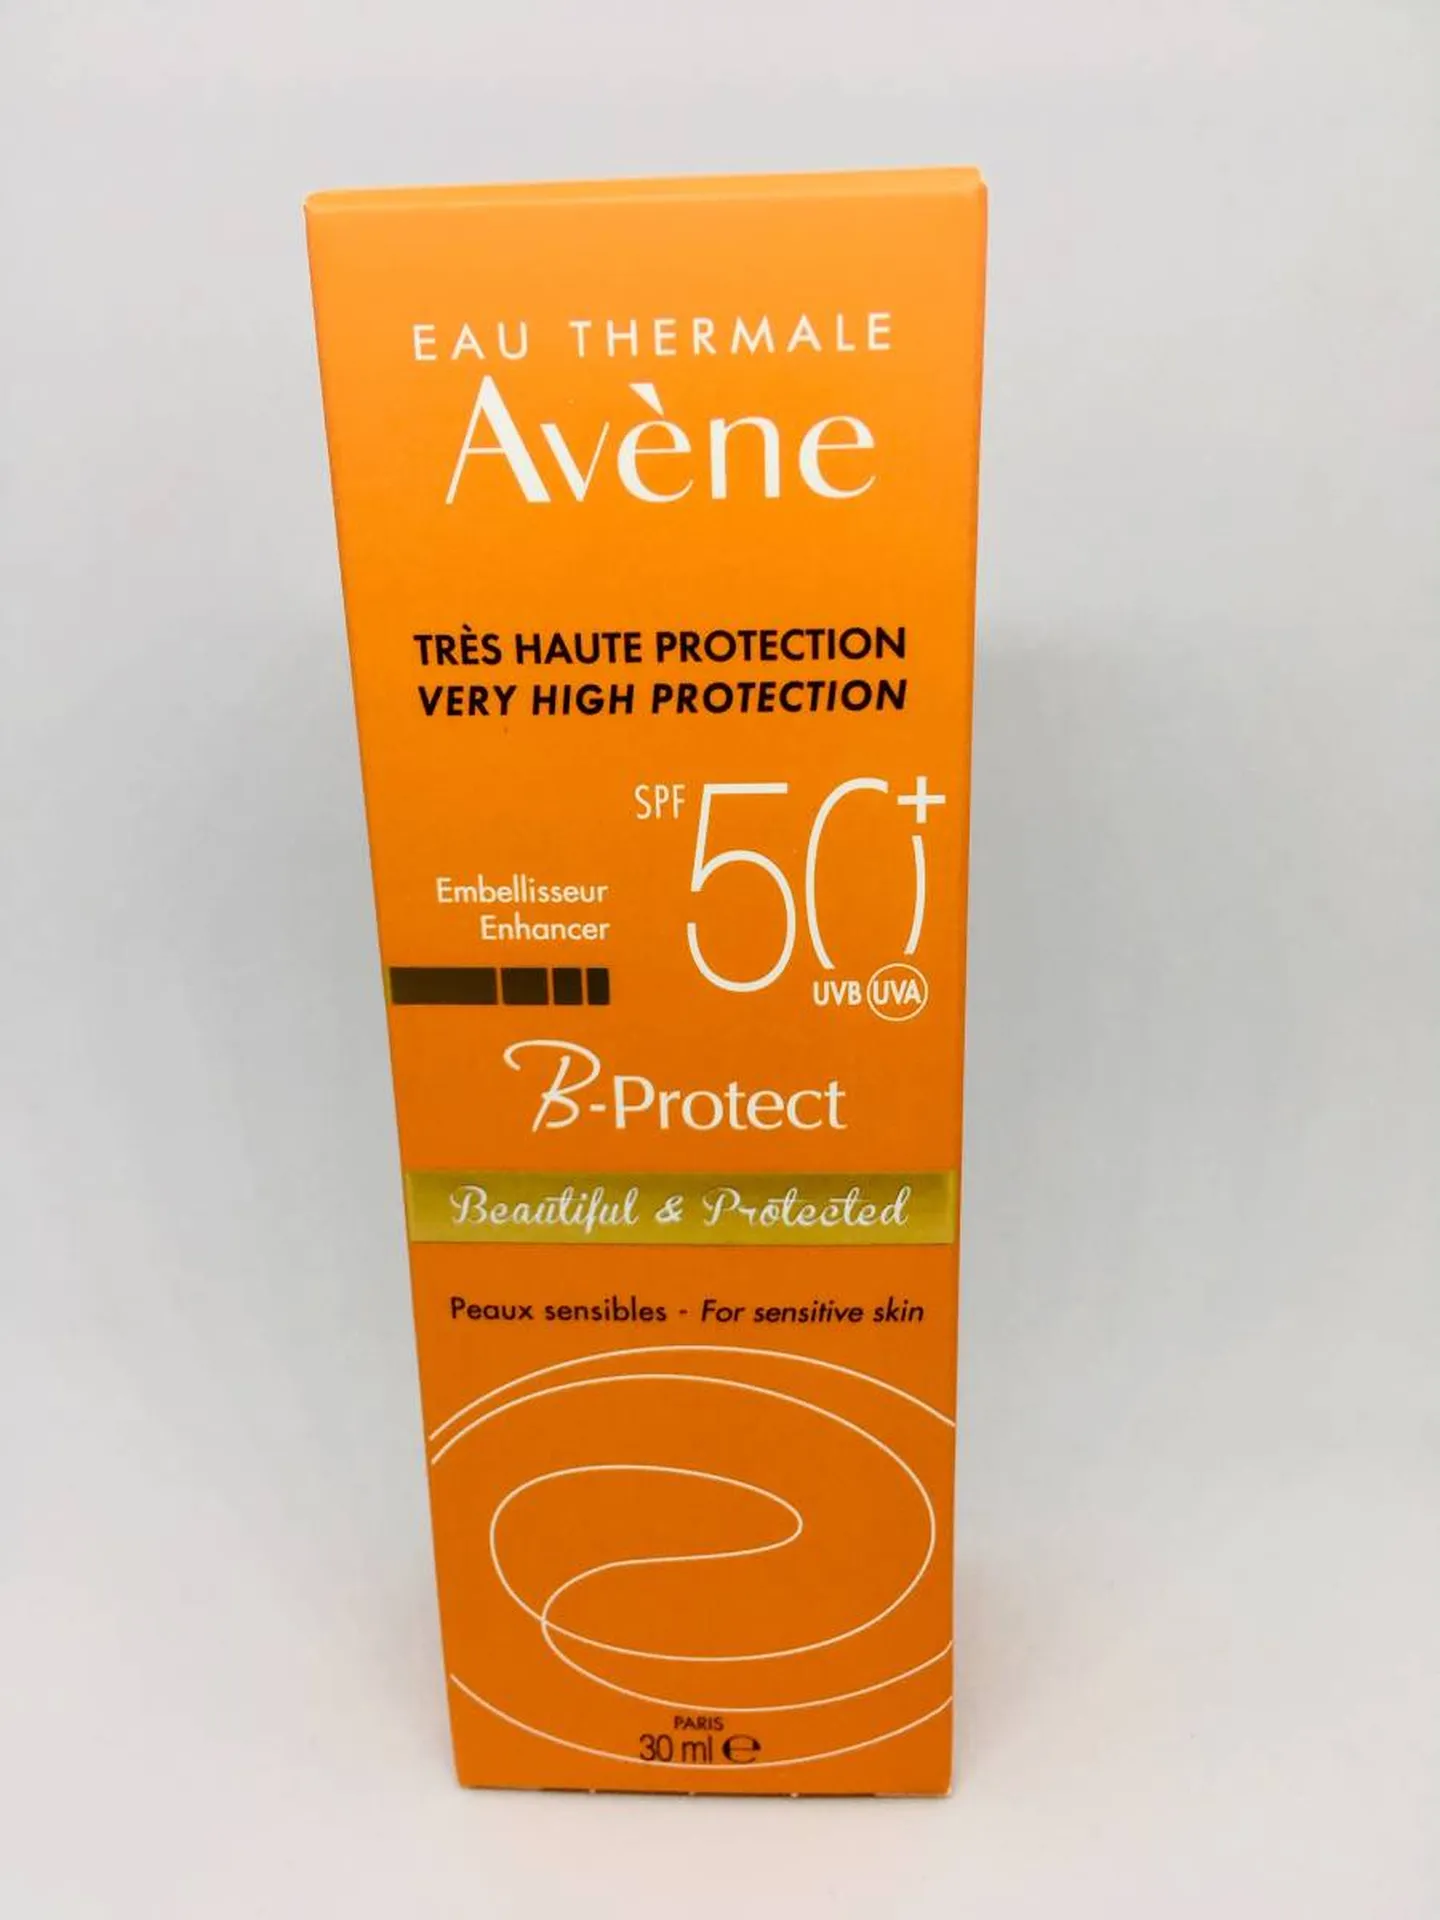 EAU THERMALE
Avène
TRÈS HAUTE PROTECTION
VERY HIGH PROTECTION
SPF 50+
Embellisseur
Enhancer
UVB UVA
B-Protect
Beautiful & Protected
Peaux sensibles - For sensitive skin
PARIS
30 ml ℮